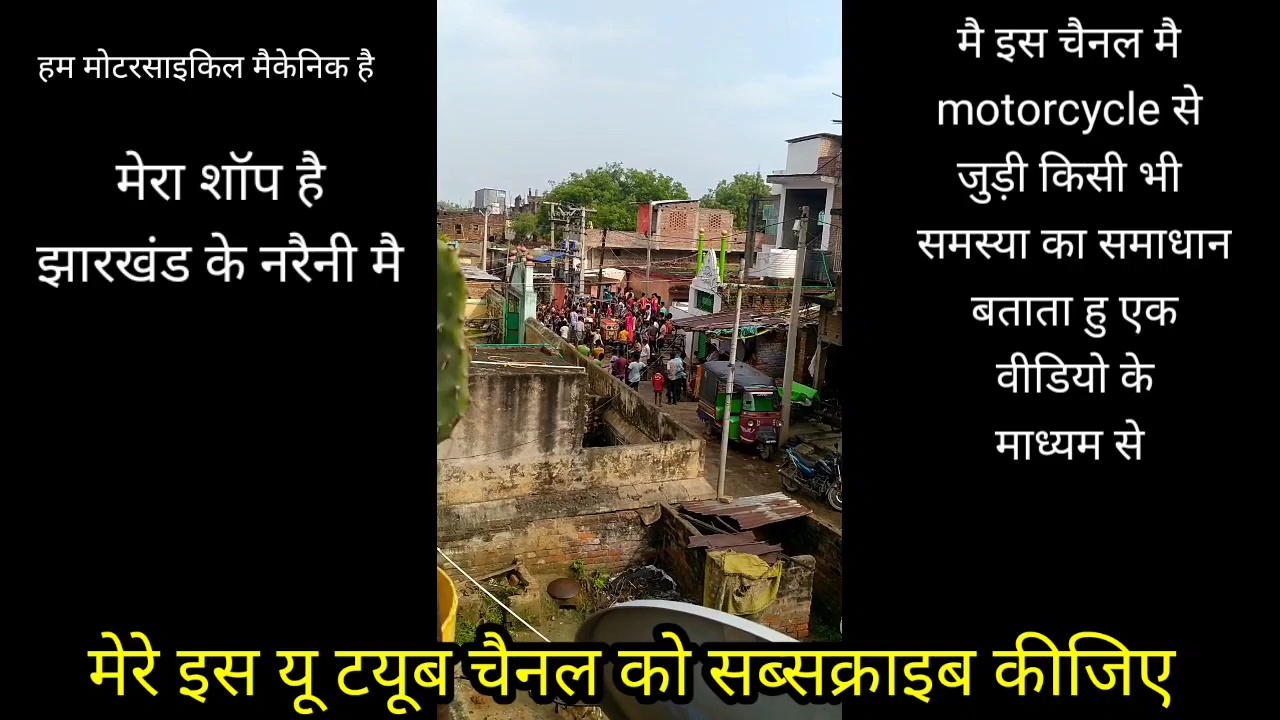 हम मोटरसाइकिल मैकेनिक है
मेरा शॉप है
झारखंड के नरैनी मै
मै इस चैनल मै
motorcycle से
जुड़ी किसी भी
समस्या का समाधान
बताता हु एक
वीडियो के
माध्यम से
मेरे इस यू टयूब चैनल को सब्सक्राइब कीजिए